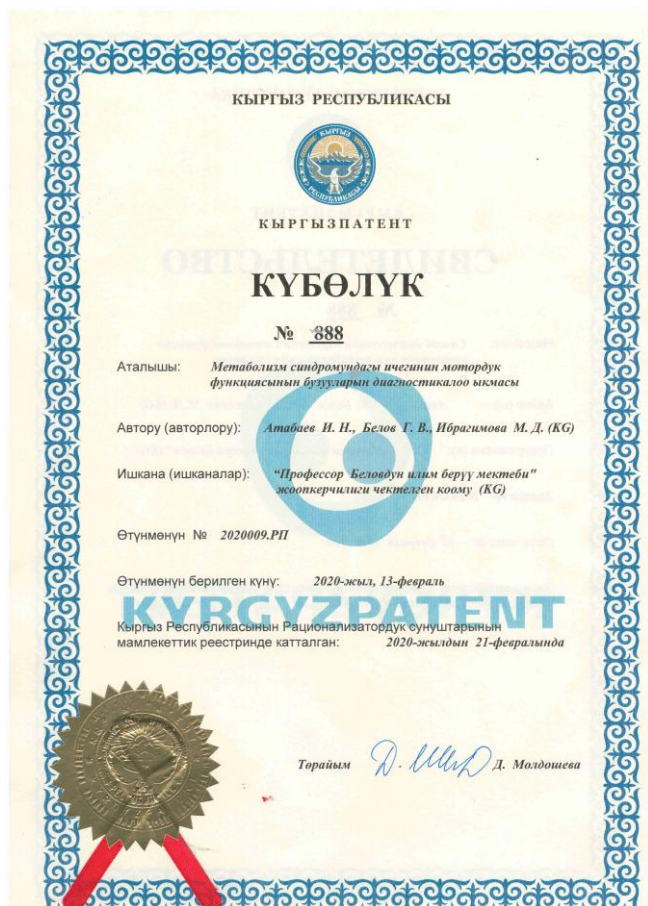 КЫРГЫЗ РЕСПУБЛИКАСЫ
КЫРГЫЗ
РЕСПУБЛИКАСЫ
КЫРГЫЗПАТЕНТ
КҮБӨЛҮК
№ 888
Аталышы: Метаболизм синдромундагы ичегинин мотордук
функциясынын бузууларын диагностикалоо ыкмасы
Автору (авторлору): Атабаев И. Н., Белов Г. В., Ибрагимова М. Д. (KG)
Ишкана (ишканалар): "Профессор Беловдун илим берүү мектеби"
жоопкерчилиги чектелген коому (KG)
Өтүнмөнүн № 2020009.РП
Өтүнмөнүн берилген күнү: 2020-жыл, 13-февраль
KYRGYZPATENT
Кыргыз Республикасынын Рационализатордук сунуштарынын
мамлекеттик реестринде катталган: 2020-жылдын 21-февралында
Төрайым Д. Молдошева